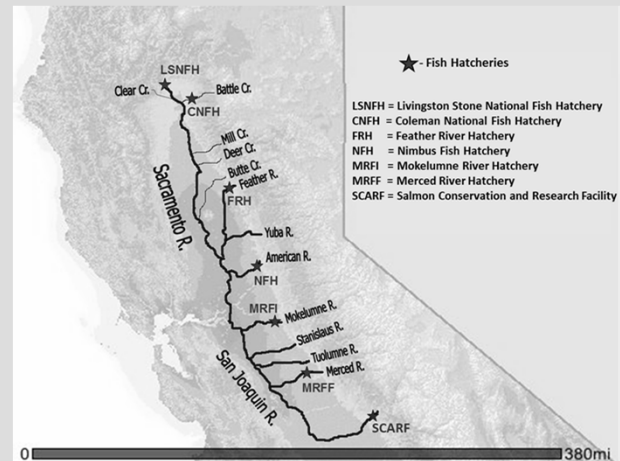 - Fish Hatcheries
LSNFH = Livingston Stone National Fish Hatchery
CNFH = Coleman National Fish Hatchery
FRH = Feather River Hatchery
NFH = Nimbus Fish Hatchery
MRFI = Mokelumne River Hatchery
MRFF = Merced River Hatchery
SCARF = Salmon Conservation and Research Facility
LSNFH
Clear Cr.
Battle Cr.
CNFH
Mill Cr.
Deer Cr.
Butte Cr.
Feather R.
FRH
Sacramento R.
Yuba R.
American R.
NFH
MRFI
Mokelumne R.
Stanislaus R.
Tuolumne R.
Merced R.
MRFF
San Joaquin R.
SCARF
0
380mi